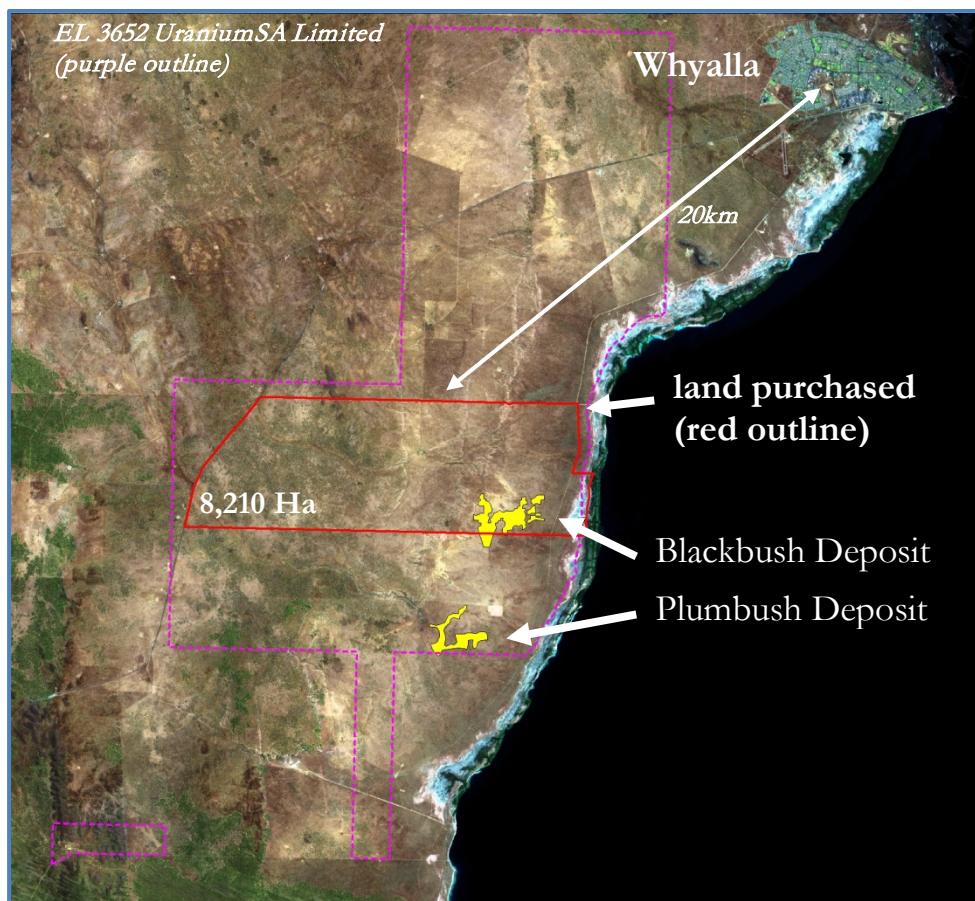 EL 3652 UraniumSA Limited
(purple outline)
Whyalla
20km
land purchased
(red outline)
8,210 Ha
Blackbush Deposit
Plumbush Deposit